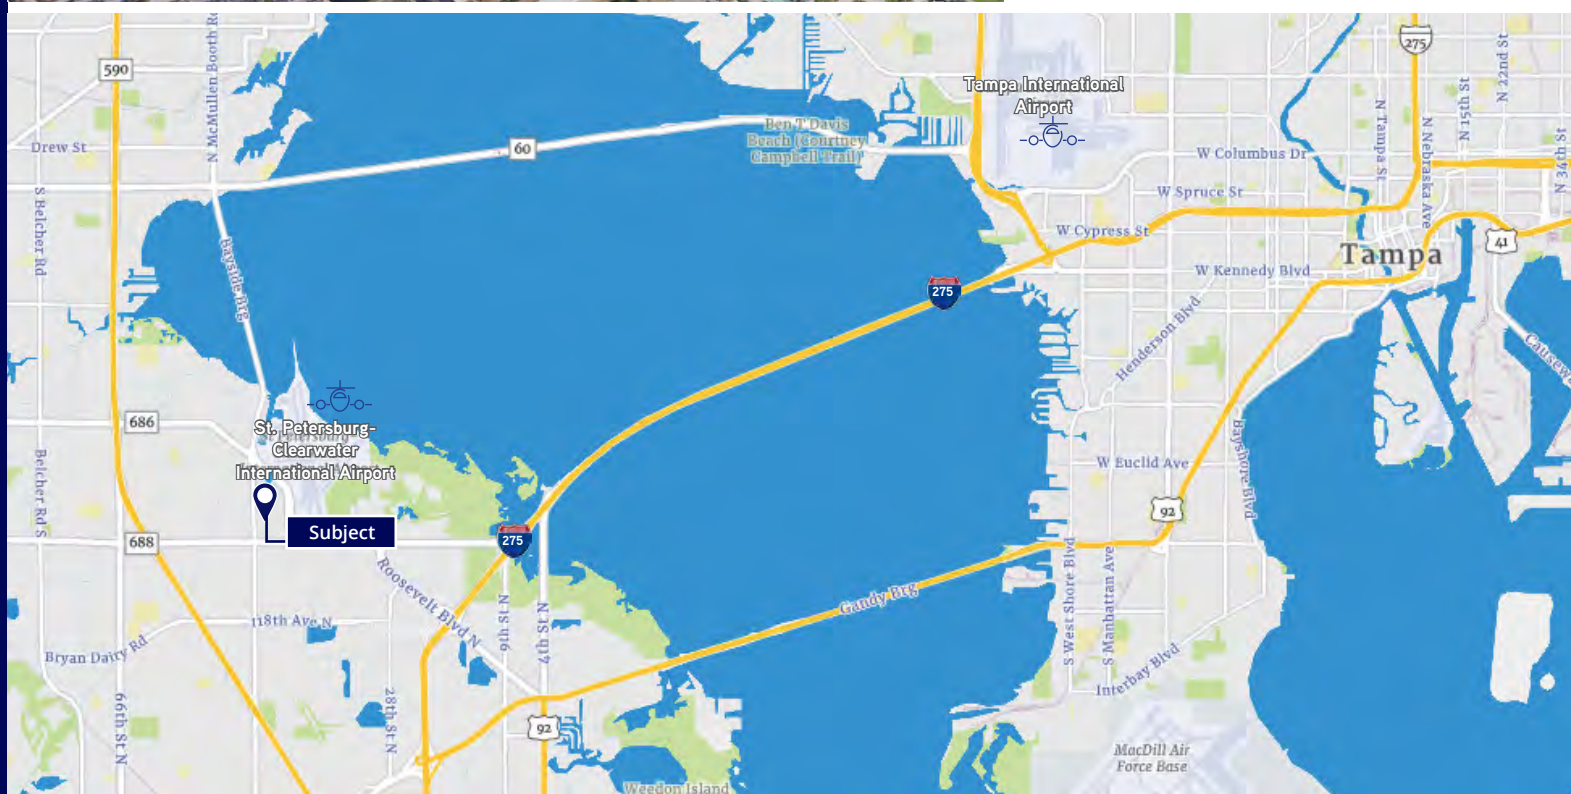 590
N McMullen Booth Rd
Drew St
60
Ben T Davis
Beach (Courtney
Campbell Trail)
Tampa International
Airport
275
N 22nd St
N 15th St
N Tampa St
N Nebraska Ave
N 34th St
W Columbus Dr
W Spruce St
W Cypress St
41
Tampa
W Kennedy Blvd
S Belcher Rd
Bayside Brg
275
Henderson Blvd
686
St. Petersburg-
Clearwater
International Airport
Belcher Rd S
W Euclid Ave
Bayshore Blvd
92
Subject
688
275
Roosevelt Blvd N
9th St N
4th St N
Gandy Brg
S West Shore Blvd
S Manhattan Ave
118th Ave N
Bryan Dairy Rd
Interbay Blvd
66th St N
28th St N
92
MacDill Air
Force Base
Weedon Island